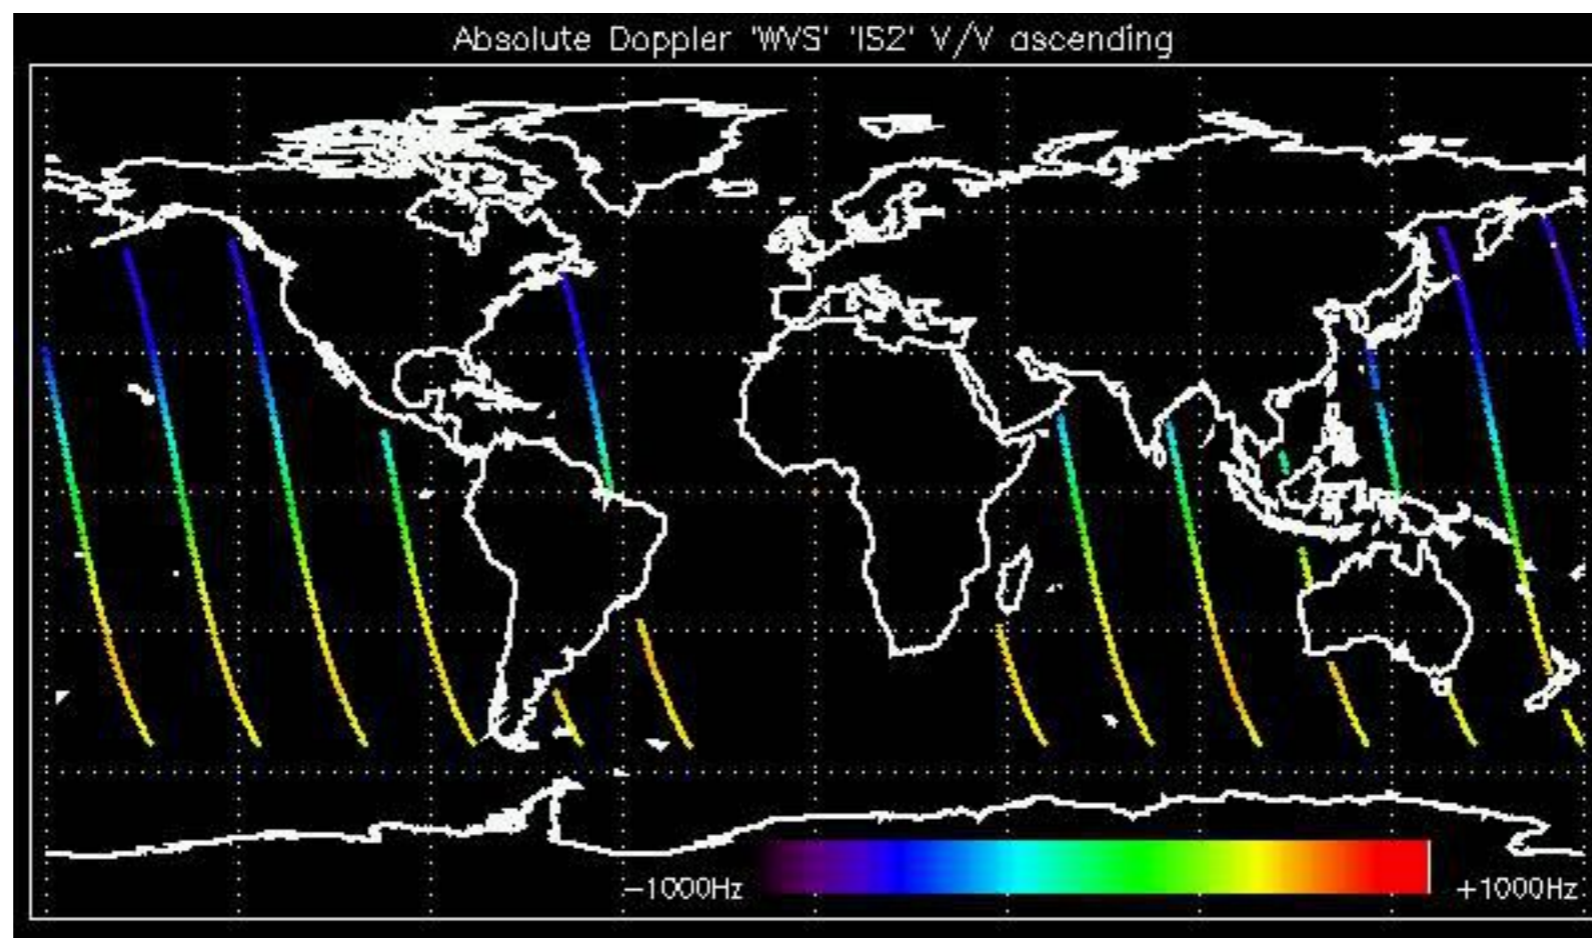 Absolute Doppler 'WVS' 'IS2' V/V ascending
−1000Hz +1000Hz